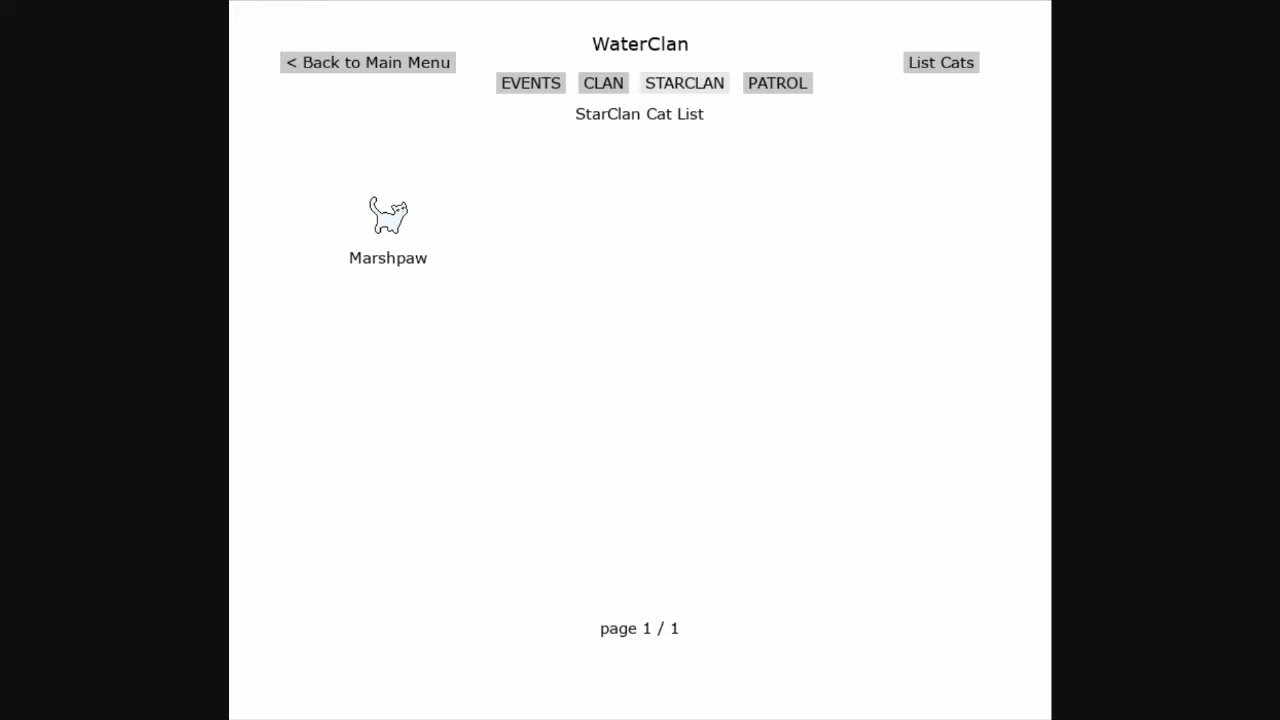 WaterClan
< Back to Main Menu
List Cats
EVENTS CLAN STARCLAN PATROL
StarClan Cat List
Marshpaw
page 1 / 1